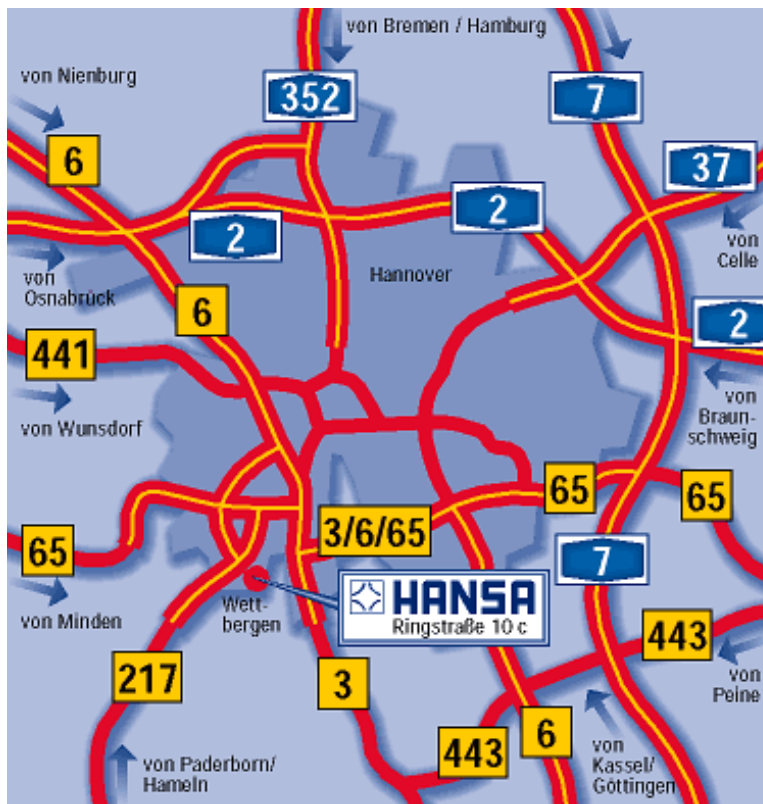 von Bremen / Hamburg
von Nienburg
352
7
6
37
2
2
von
Celle
Hannover
von
Osnabrück
6
2
441
von
Braun-
schweig
von Wunsdorf
65
65
3/6/65
65
7
HANSA
Ringstraße 10 c
Wett-
bergen
von Minden
443
217
3
von
Peine
6
443
von
Kassel/
Göttingen
von Paderborn/
Hameln